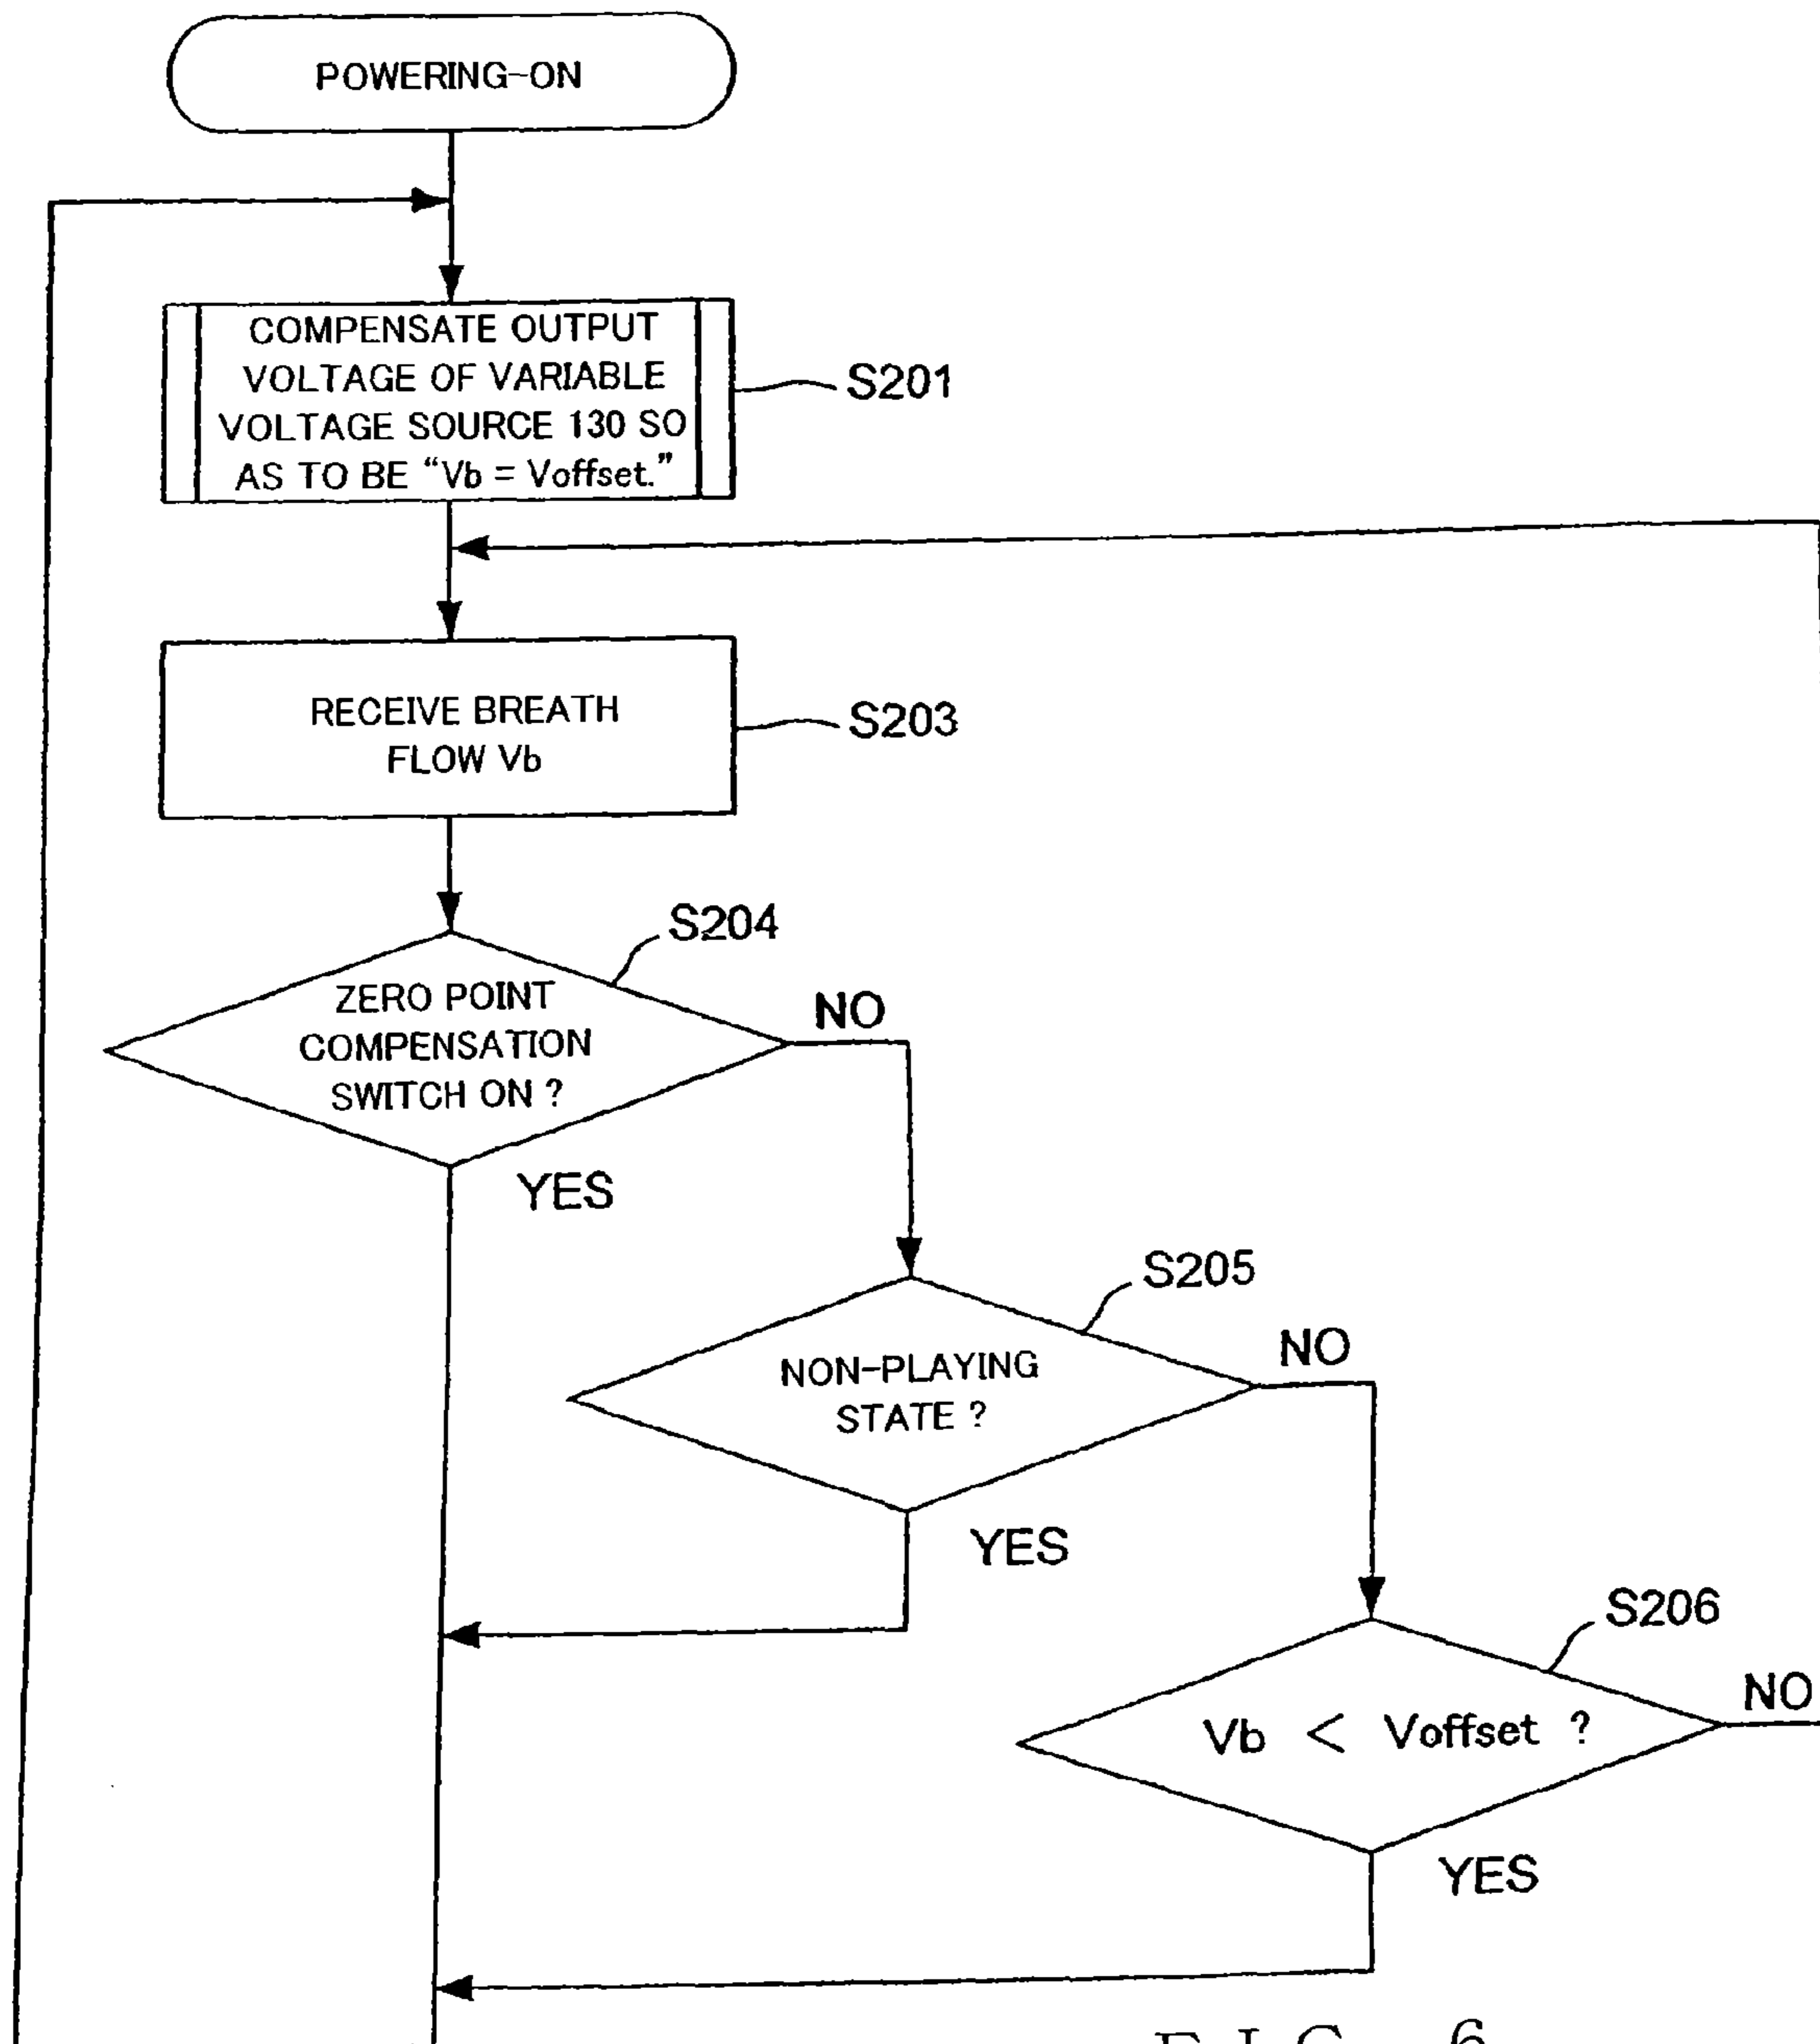 POWERING-ON
COMPENSATE OUTPUT
VOLTAGE OF VARIABLE
VOLTAGE SOURCE 130 SO
AS TO BE “Vb = Voffset.”
S201
RECEIVE BREATH
FLOW Vb
S203
S204
ZERO POINT
COMPENSATION
SWITCH ON ?
NO
YES
S205
NON-PLAYING
STATE ?
NO
YES
S206
Vb < Voffset ?
NO
YES
FIG. 6